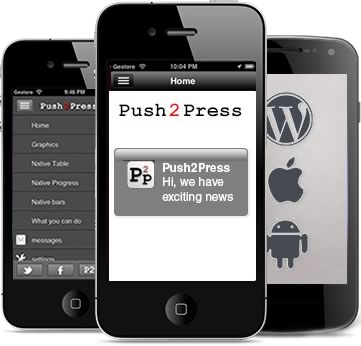 Gestore 9:46 PM
Push2Press
Home
Graphics
Native Table
Native Progress
Native bars
What you can do
messages
settings
P2
Gestore 10:04 PM
Home
Push2Press
P2p
Push2Press
Hi, we have
exciting news